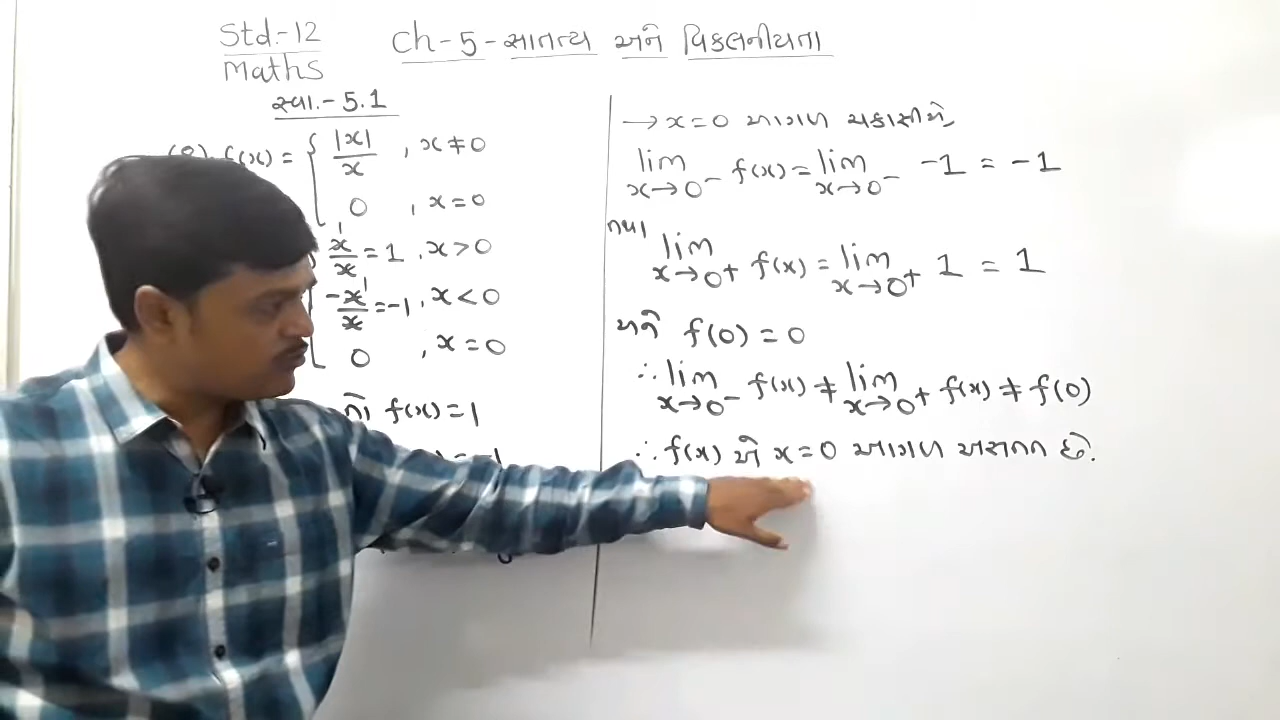 Std.-12
Maths
Ch-5-સાતત્ય અને વિકલનીયતા
સ્વા.-5.1
(8) f(x) = { |x|/x , x≠0
0 , x=0
x/x = 1 , x>0
-x/x = -1 , x<0
0 , x=0
તો f(x) = 1
= -1
→ x=0 આગળ ચકાસીએ,
lim x→0⁻ f(x) = lim x→0⁻ -1 = -1
તથા
lim x→0⁺ f(x) = lim x→0⁺ 1 = 1
અને f(0) = 0
∴ lim x→0⁻ f(x) ≠ lim x→0⁺ f(x) ≠ f(0)
∴ f(x) એ x=0 આગળ અસતત છે.